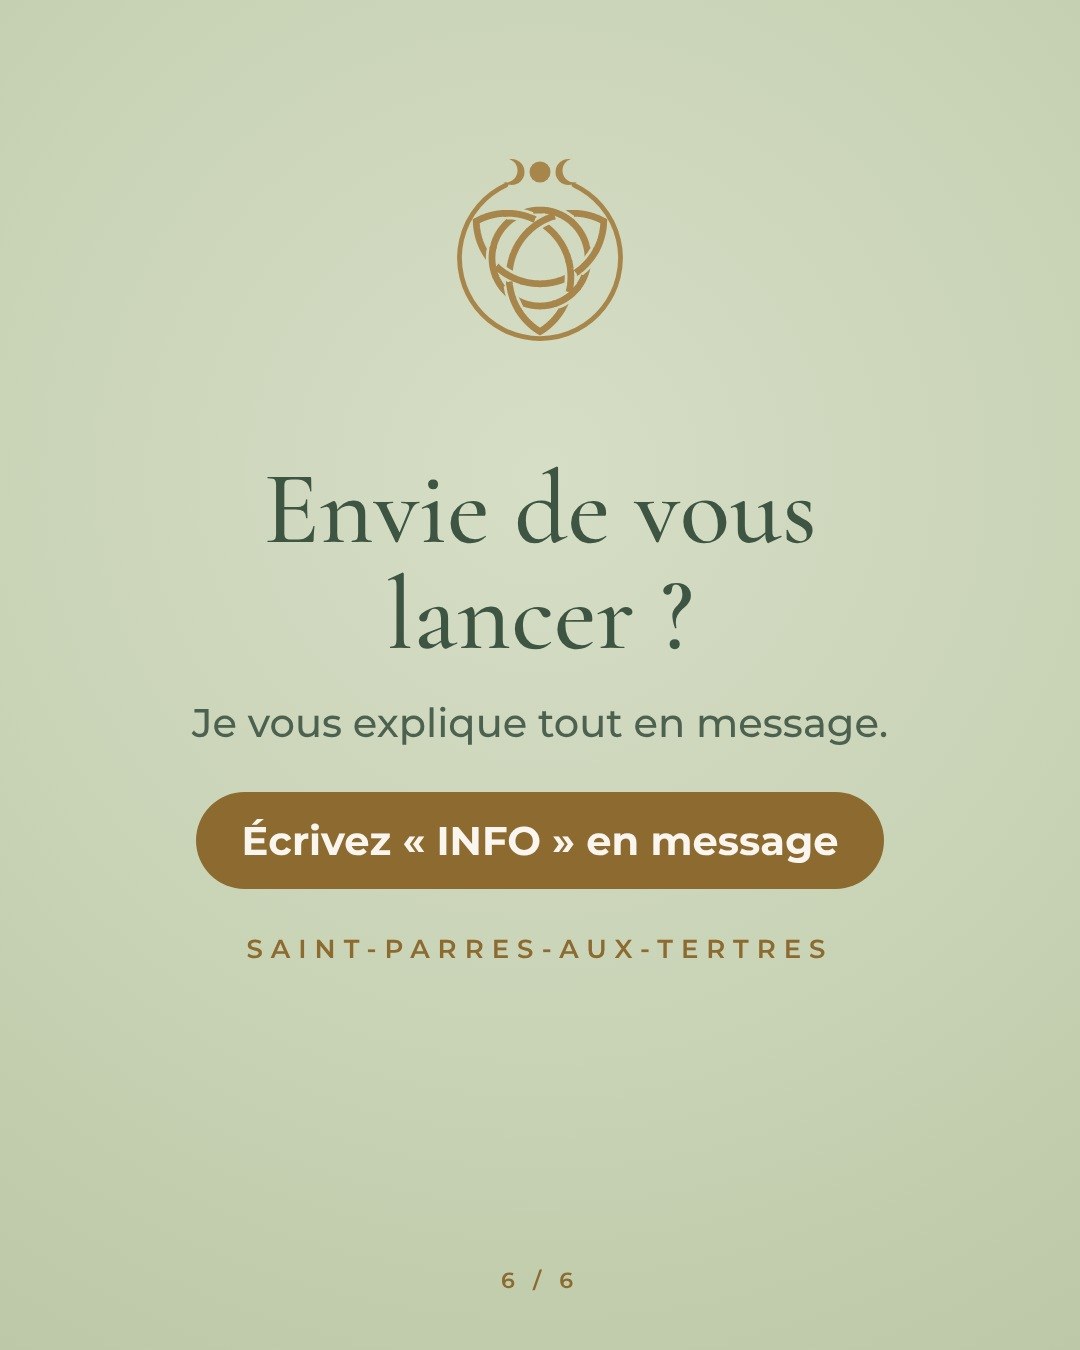 Envie de vous
lancer ?
Je vous explique tout en message.
Écrivez « INFO » en message
SAINT-PARRES-AUX-TERTRES
6 / 6